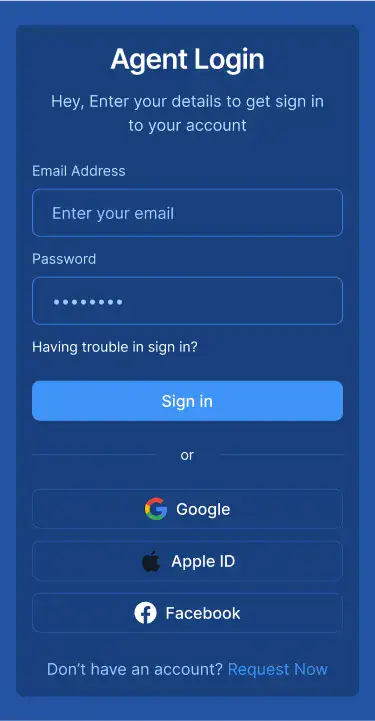 Agent Login
Hey, Enter your details to get sign in
to your account
Email Address
Enter your email
Password
••••••••
Having trouble in sign in?
Sign in
or
Google
Apple ID
Facebook
Don’t have an account? Request Now